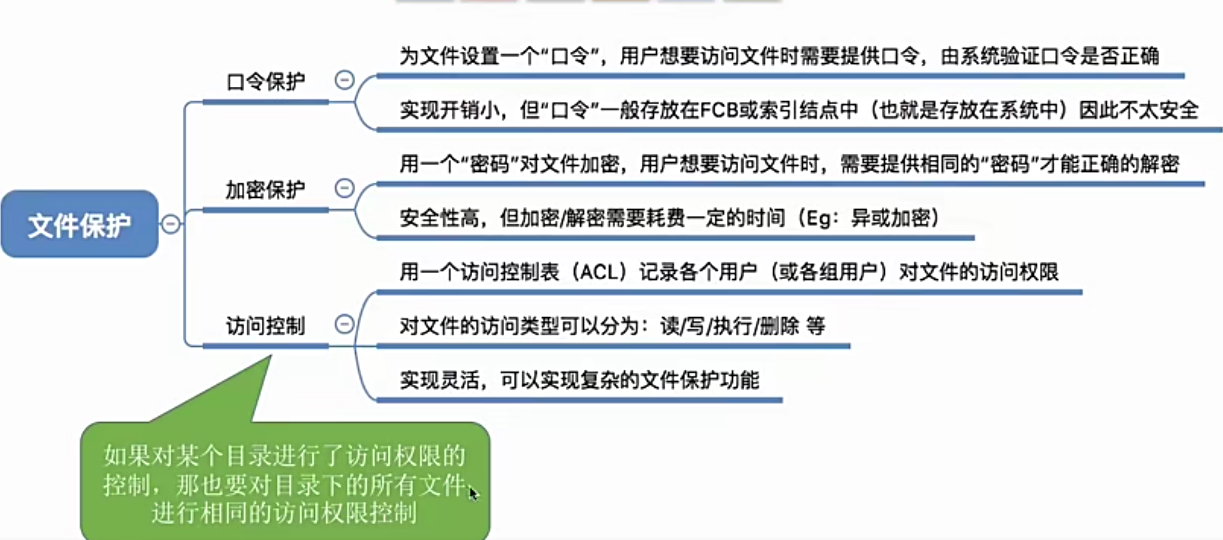 文件保护
口令保护
为文件设置一个“口令”，用户想要访问文件时需要提供口令，由系统验证口令是否正确
实现开销小，但“口令”一般存放在FCB或索引结点中（也就是存放在系统中）因此不太安全
加密保护
用一个“密码”对文件加密，用户想要访问文件时，需要提供相同的“密码”才能正确的解密
安全性高，但加密/解密需要耗费一定的时间（Eg：异或加密）
访问控制
用一个访问控制表（ACL）记录各个用户（或各组用户）对文件的访问权限
对文件的访问类型可以分为：读/写/执行/删除 等
实现灵活，可以实现复杂的文件保护功能
如果对某个目录进行了访问权限的
控制，那也要对目录下的所有文件
进行相同的访问权限控制